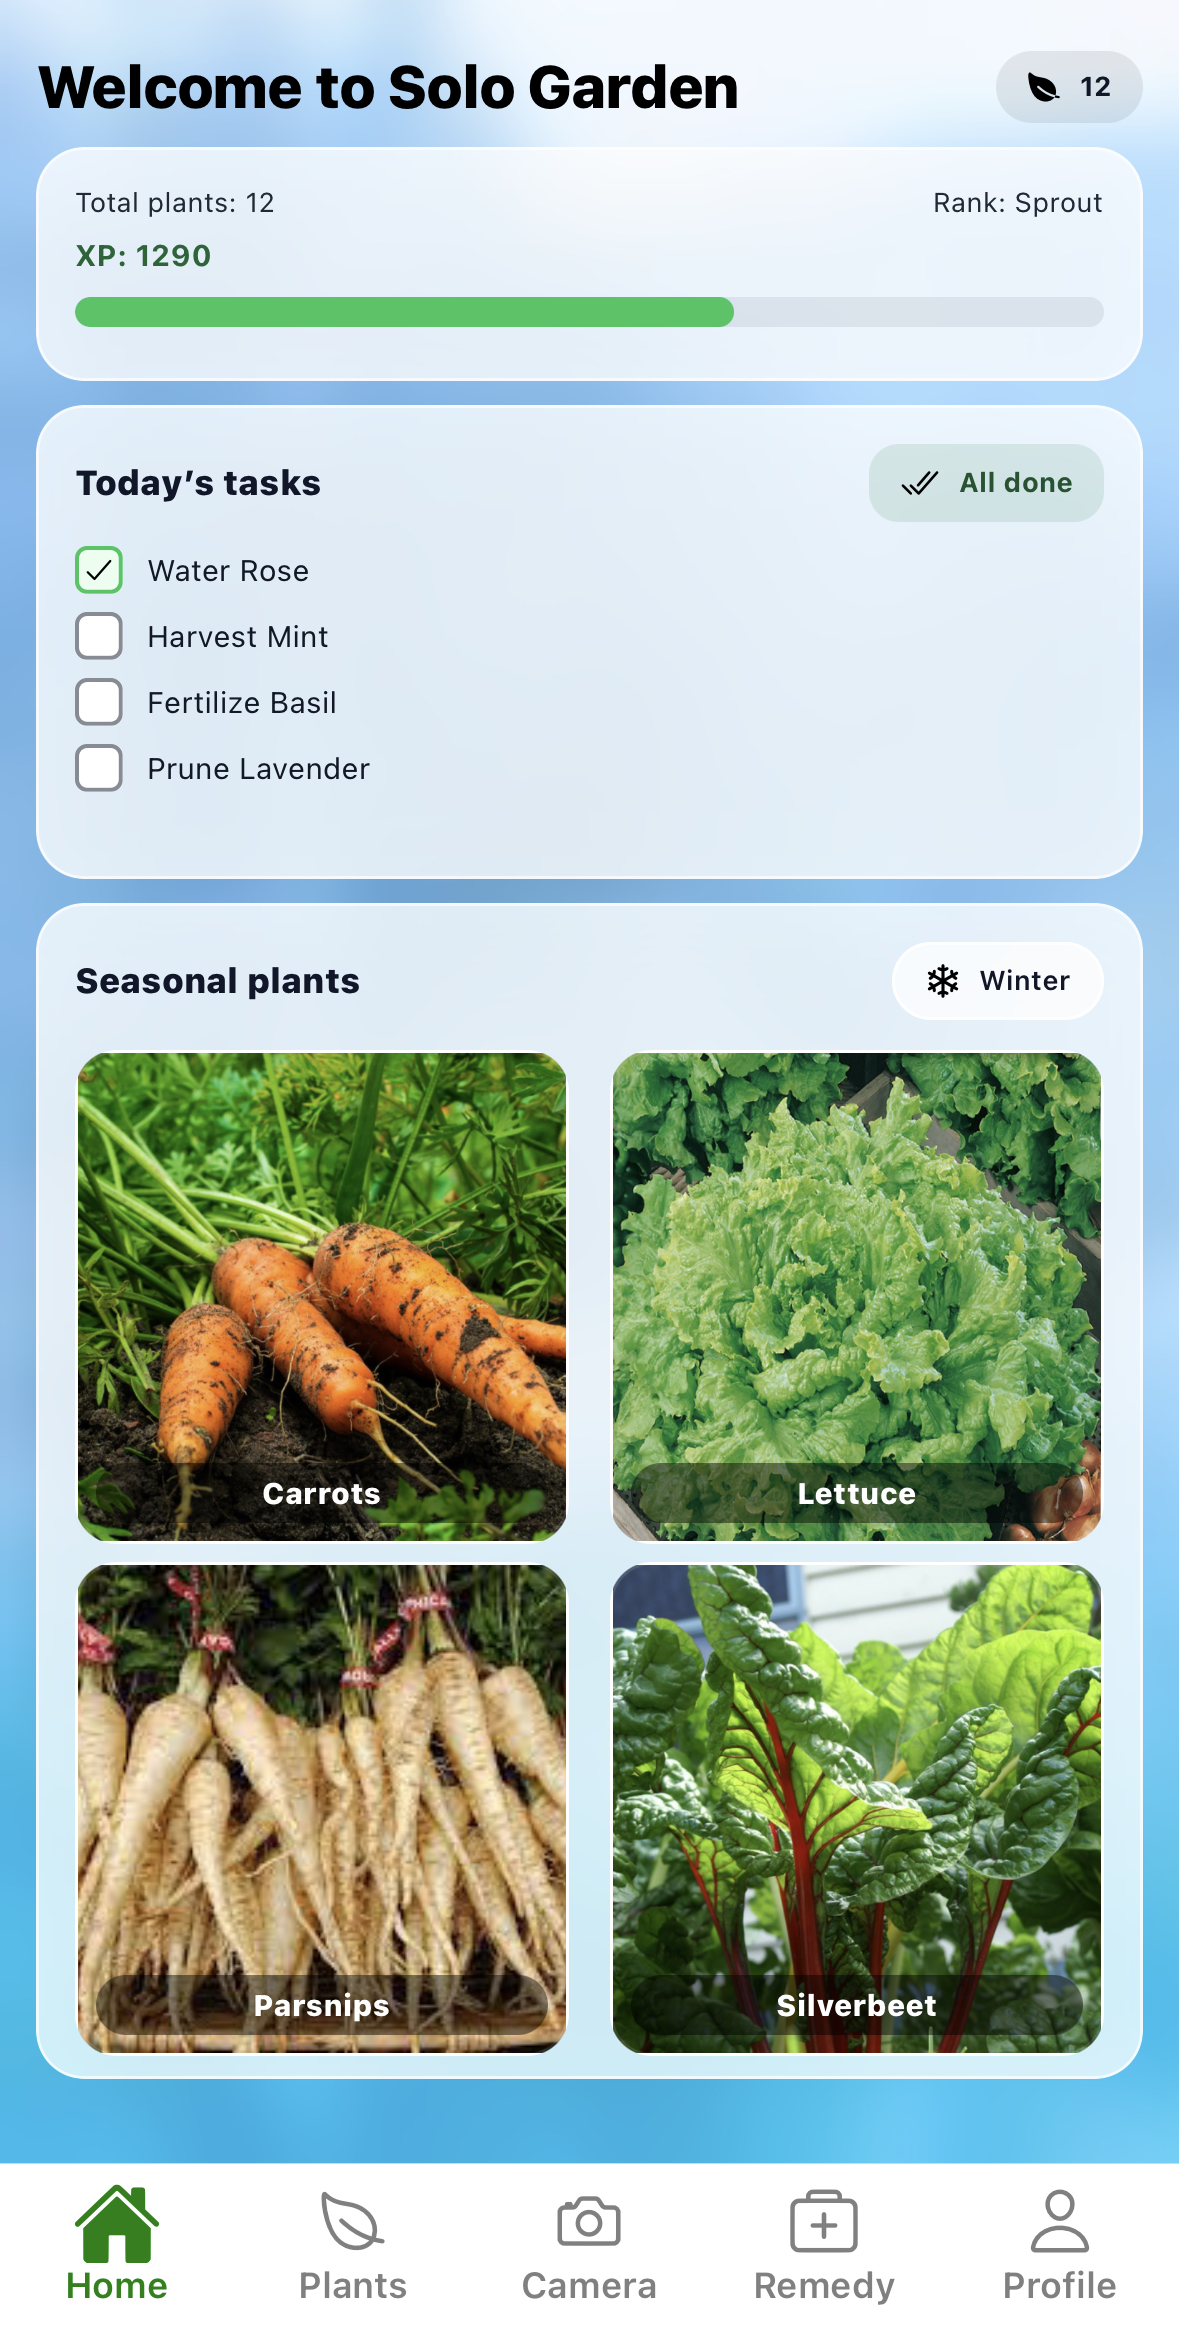 Welcome to Solo Garden
12
Total plants: 12
Rank: Sprout
XP: 1290
Today’s tasks
All done
Water Rose
Harvest Mint
Fertilize Basil
Prune Lavender
Seasonal plants
Winter
Carrots
Lettuce
Parsnips
Silverbeet
Home
Plants
Camera
Remedy
Profile